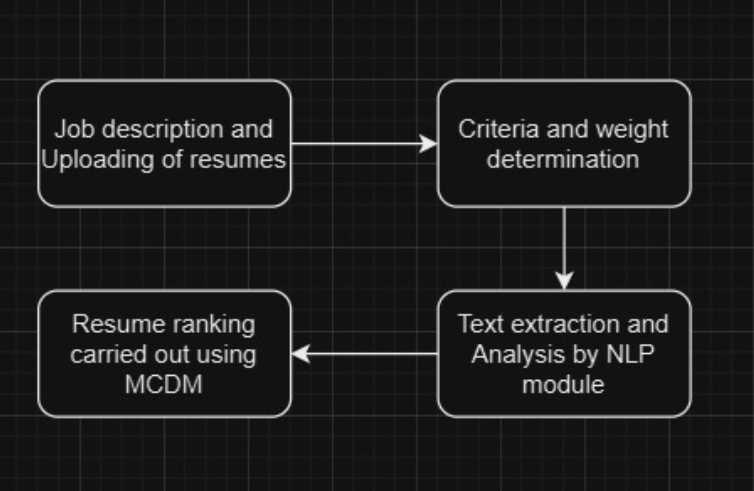 Job description and
Uploading of resumes
Criteria and weight
determination
Text extraction and
Analysis by NLP
module
Resume ranking
carried out using
MCDM